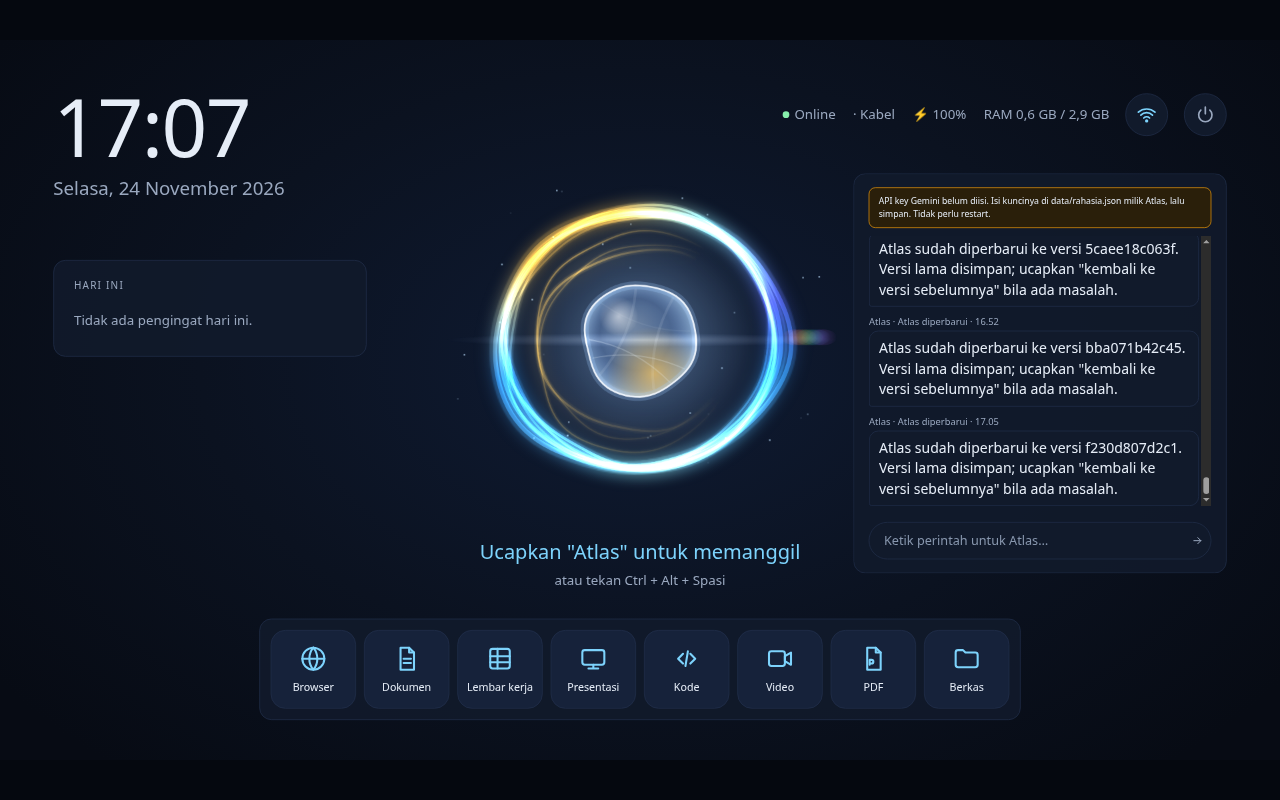 17:07
Selasa, 24 November 2026
Online · Kabel ⚡ 100% RAM 0,6 GB / 2,9 GB
HARI INI
Tidak ada pengingat hari ini.
API key Gemini belum diisi. Isi kuncinya di data/rahasia.json milik Atlas, lalu
simpan. Tidak perlu restart.
Atlas sudah diperbarui ke versi 5caee18c063f.
Versi lama disimpan; ucapkan "kembali ke
versi sebelumnya" bila ada masalah.
Atlas · Atlas diperbarui · 16.52
Atlas sudah diperbarui ke versi bba071b42c45.
Versi lama disimpan; ucapkan "kembali ke
versi sebelumnya" bila ada masalah.
Atlas · Atlas diperbarui · 17.05
Atlas sudah diperbarui ke versi f230d807d2c1.
Versi lama disimpan; ucapkan "kembali ke
versi sebelumnya" bila ada masalah.
Ketik perintah untuk Atlas...
Ucapkan "Atlas" untuk memanggil
atau tekan Ctrl + Alt + Spasi
Browser
Dokumen
Lembar kerja
Presentasi
Kode
Video
PDF
Berkas